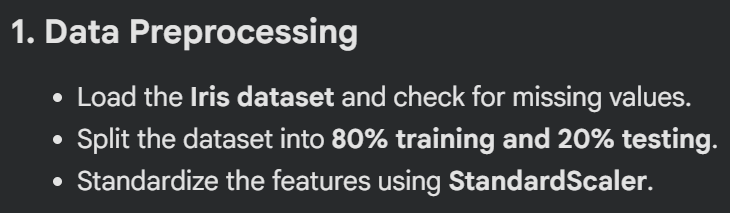 1. Data Preprocessing
• Load the Iris dataset and check for missing values.
• Split the dataset into 80% training and 20% testing.
• Standardize the features using StandardScaler.